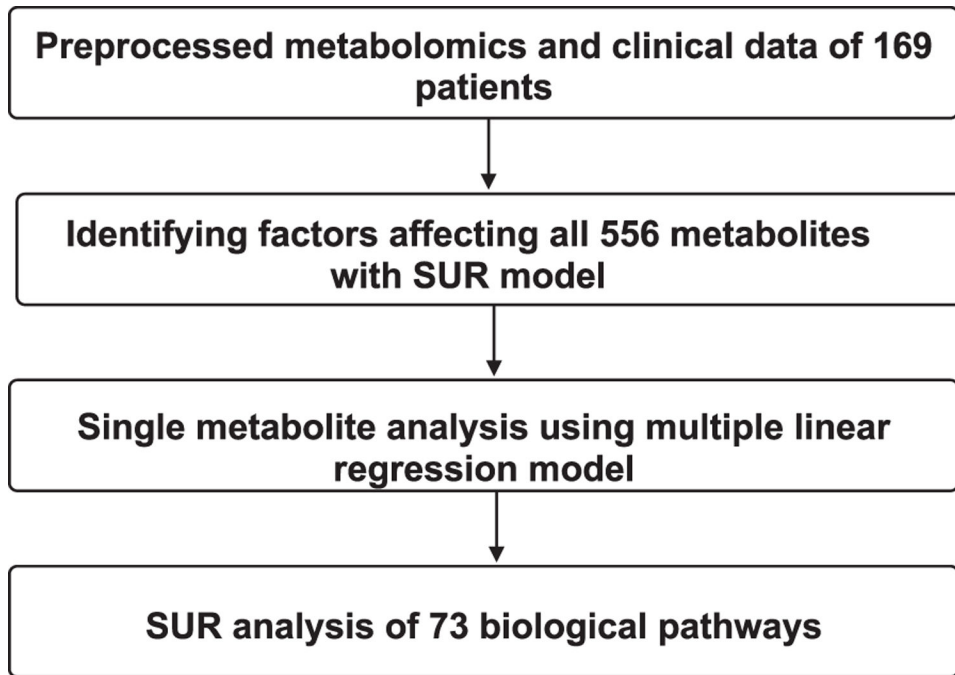 Preprocessed metabolomics and clinical data of 169
patients
Identifying factors affecting all 556 metabolites
with SUR model
Single metabolite analysis using multiple linear
regression model
SUR analysis of 73 biological pathways